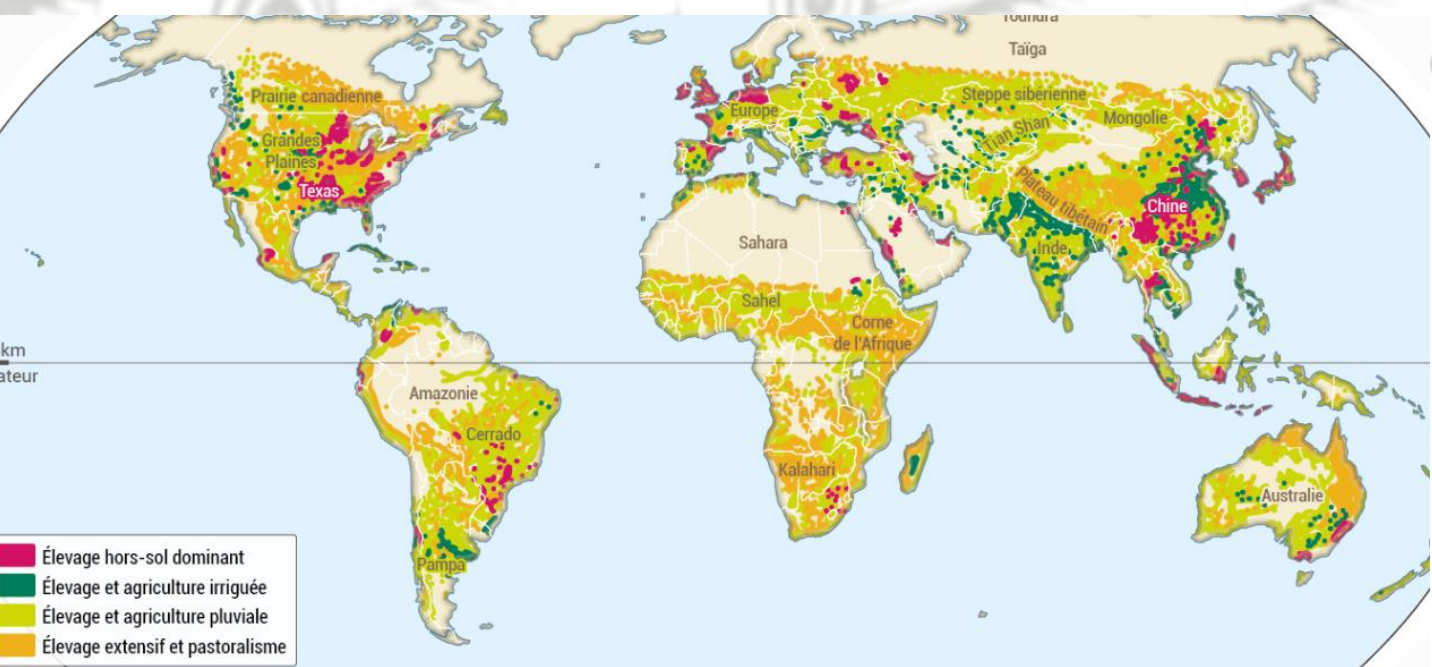 Toundra
Taïga
Prairie canadienne
Grandes
Plaines
Texas
Europe
Steppe sibérienne
Tian Shan
Mongolie
Plateau tibétain
Chine
Inde
Sahara
Sahel
Corne
de l'Afrique
km
ateur
Amazonie
Cerrado
Kalahari
Australie
Pampa
Élevage hors-sol dominant
Élevage et agriculture irriguée
Élevage et agriculture pluviale
Élevage extensif et pastoralisme